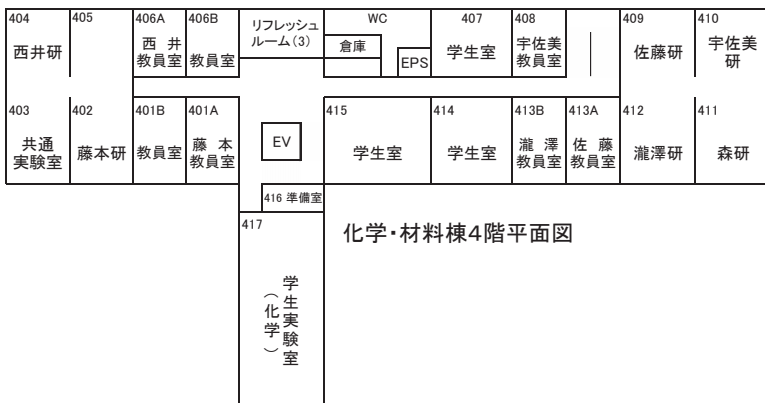 404
西井研
405
406A
西 井
教員室
406B
教員室
リフレッシュ
ルーム(3)
WC
倉庫
EPS
407
学生室
408
宇佐美
教員室
409
佐藤研
410
宇佐美
研
403
共通
実験室
402
藤本研
401B
教員室
401A
藤 本
教員室
EV
415
学生室
414
学生室
413B
瀧 澤
教員室
413A
佐 藤
教員室
412
瀧澤研
411
森研
416 準備室
417
学生実験室
(化学)
化学・材料棟4階平面図